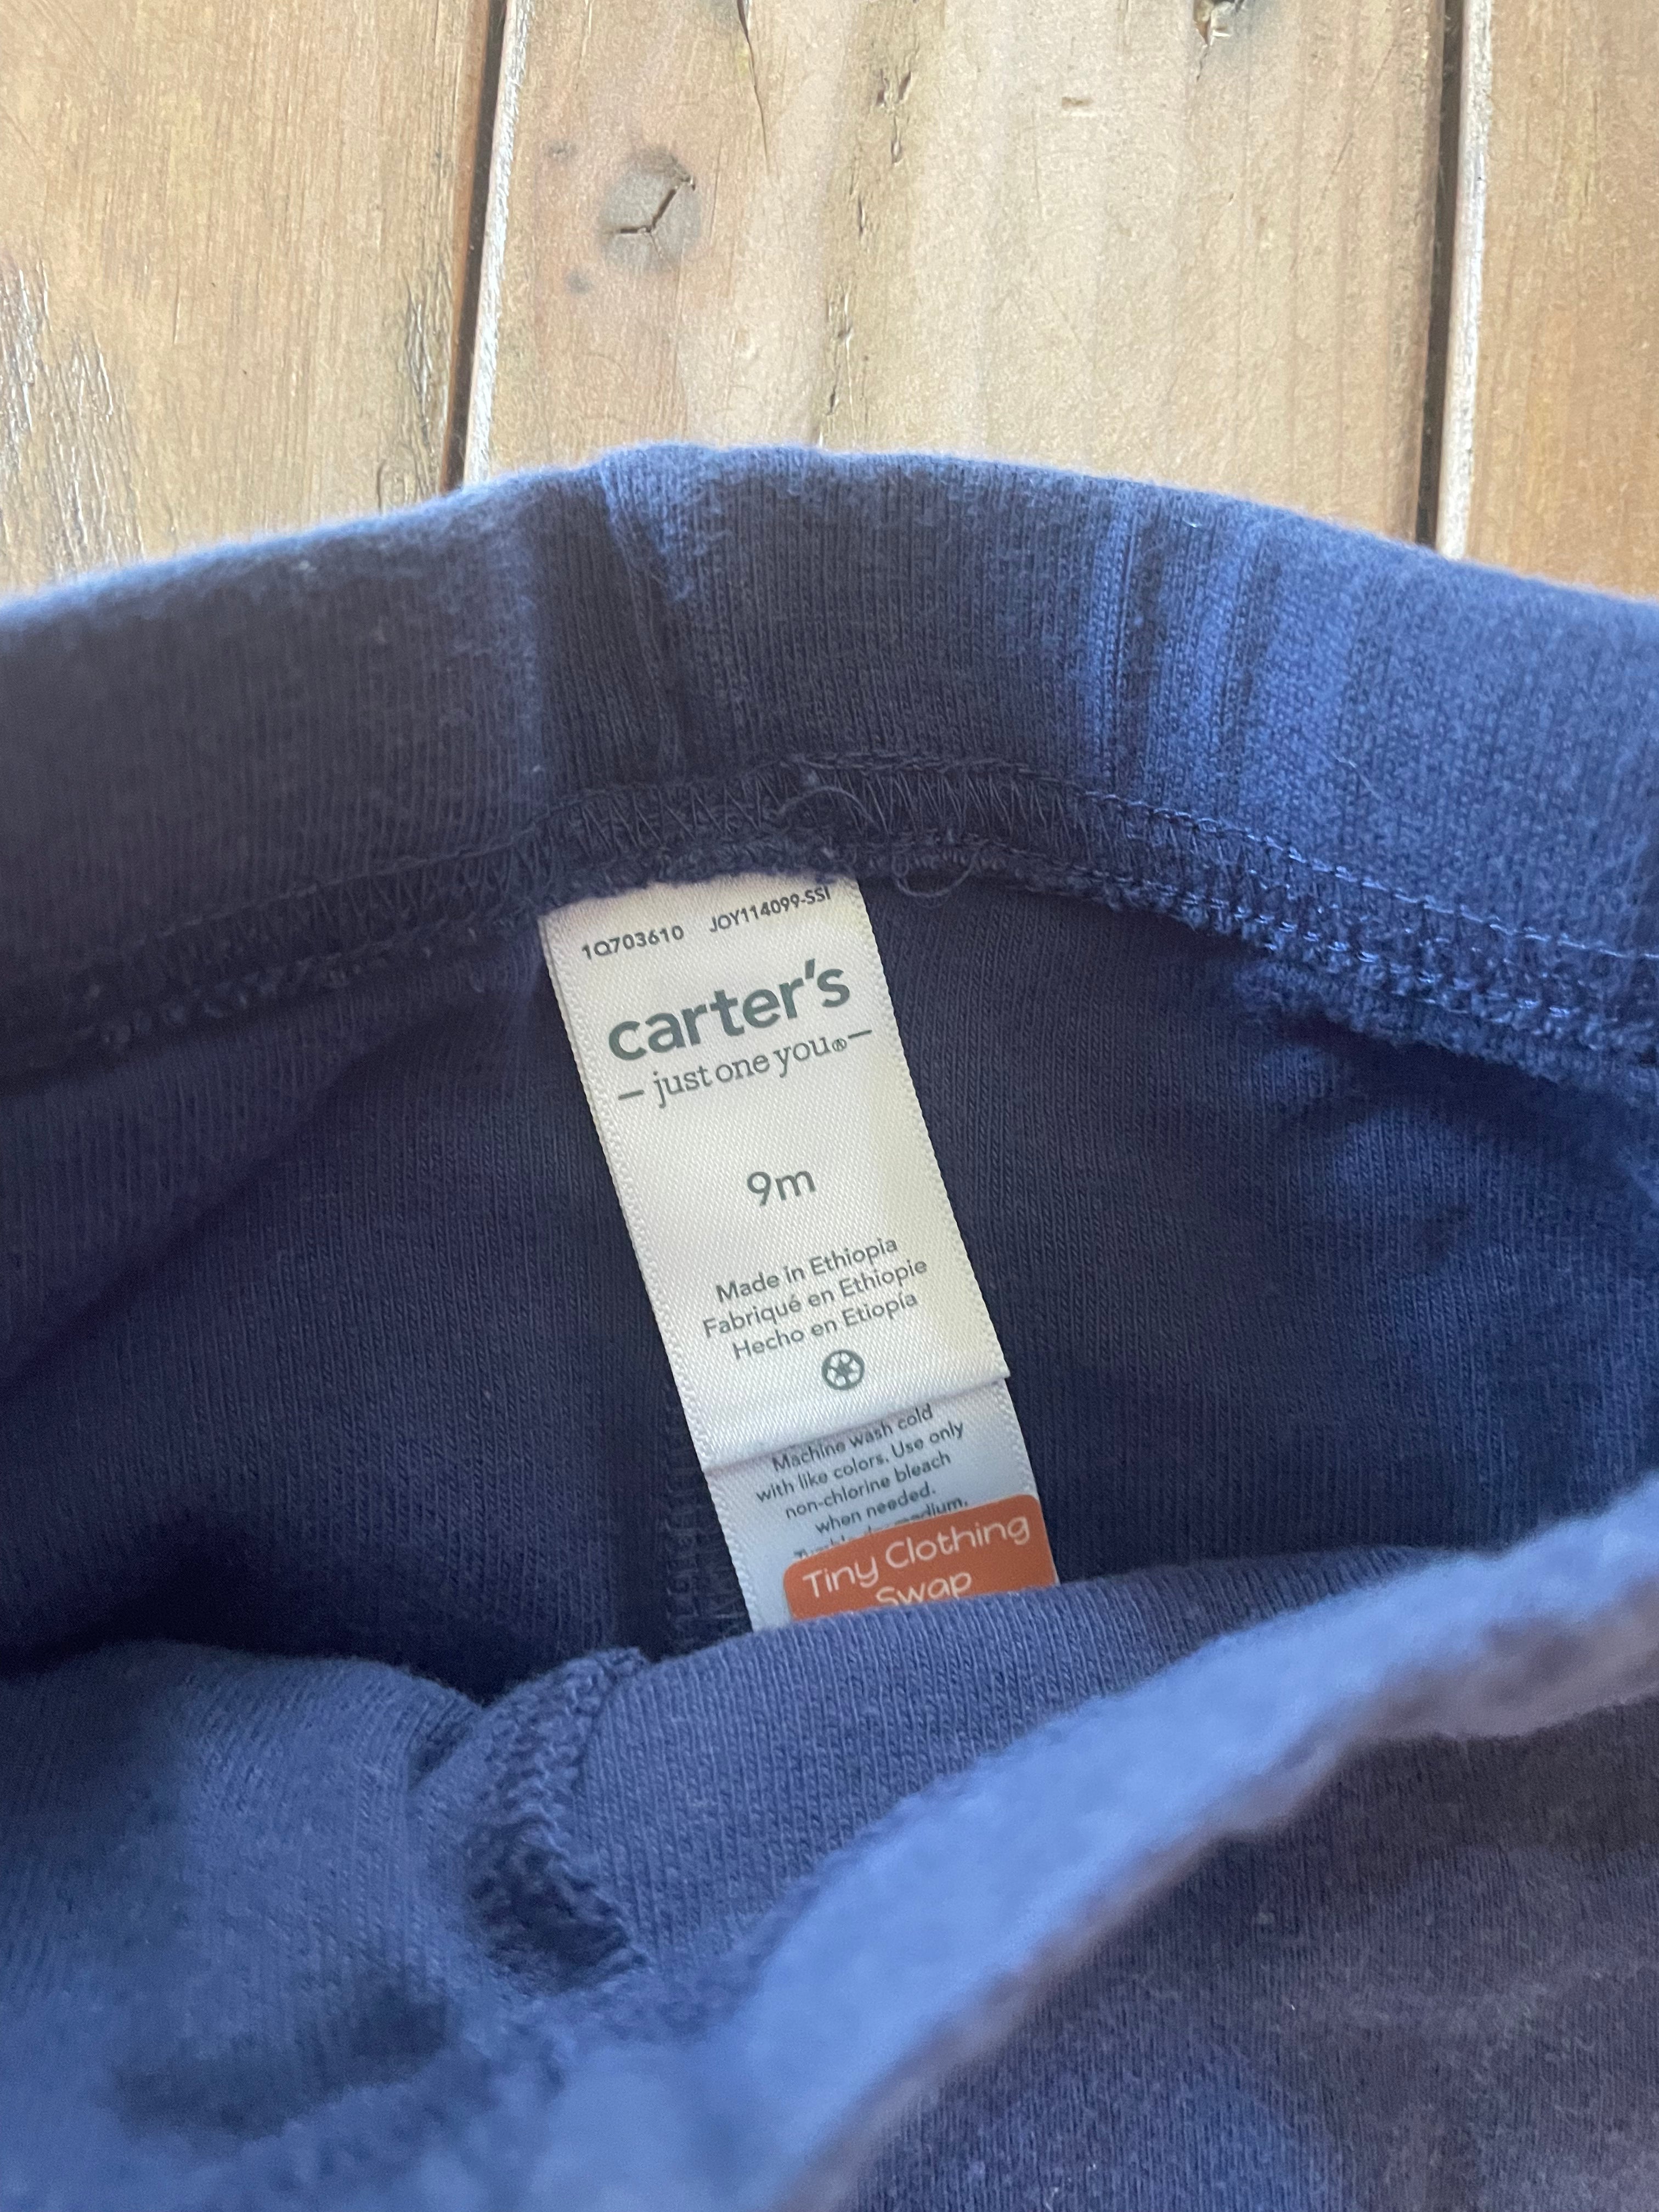 1Q703610 JOY114099-SSI
carter's
— just one you® —
9m
Made in Ethiopia
Fabriqué en Ethiopie
Hecho en Etiopía
Machine wash cold
with like colors. Use only
non-chlorine bleach
when needed.
medium.
Tiny Clothing
Swap